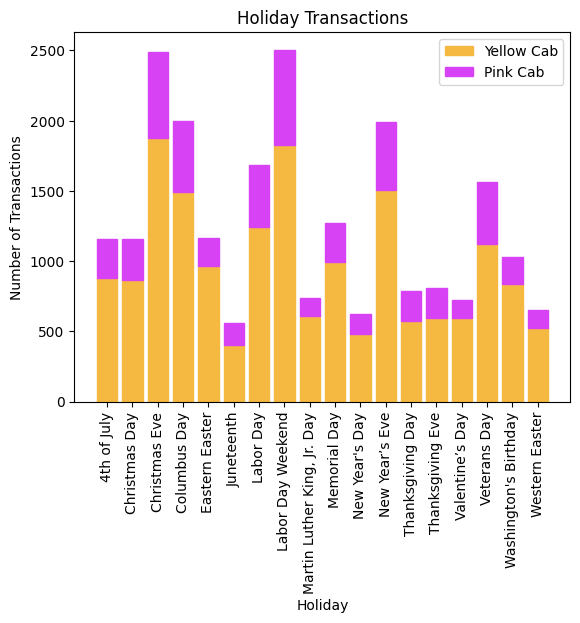 Holiday Transactions
Yellow Cab
Pink Cab
Number of Transactions
2500
2000
1500
1000
500
0
4th of July
Christmas Day
Christmas Eve
Columbus Day
Eastern Easter
Juneteenth
Labor Day
Labor Day Weekend
Martin Luther King, Jr. Day
Memorial Day
New Year's Day
New Year’s Eve
Thanksgiving Day
Thanksgiving Eve
Valentine’s Day
Veterans Day
Washington's Birthday
Western Easter
Holiday